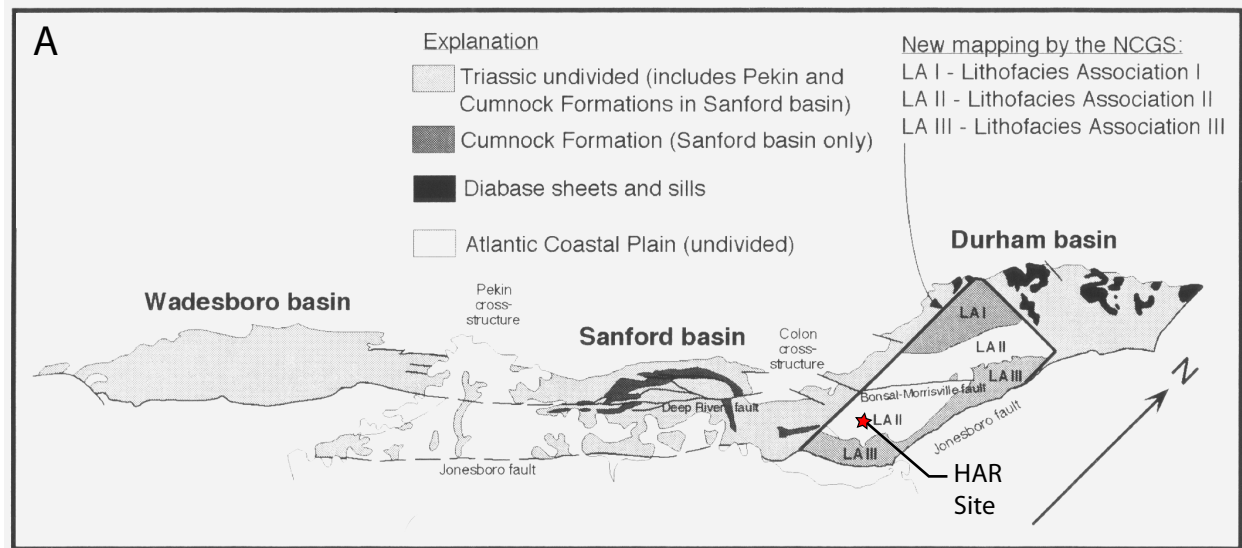 A
Explanation
Triassic undivided (includes Pekin and
Cumnock Formations in Sanford basin)
Cumnock Formation (Sanford basin only)
Diabase sheets and sills
Atlantic Coastal Plain (undivided)
New mapping by the NCGS:
LA I - Lithofacies Association I
LA II - Lithofacies Association II
LA III - Lithofacies Association III
Durham basin
Wadesboro basin
Pekin
cross-
structure
Sanford basin
Colon
cross-
structure
LA I
LA II
LA III
Bonsal-Morrisville fault
Deep River fault
LA II
LA III
Jonesboro fault
Jonesboro fault
N
HAR
Site